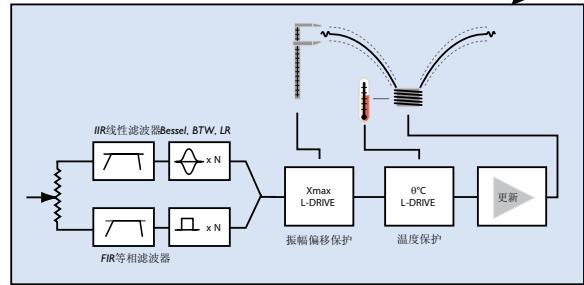 IIR线性滤波器Bessel, BTW, LR
x N
x N
FIR等相滤波器
Xmax
L-DRIVE
振幅偏移保护
θ°C
L-DRIVE
温度保护
更新